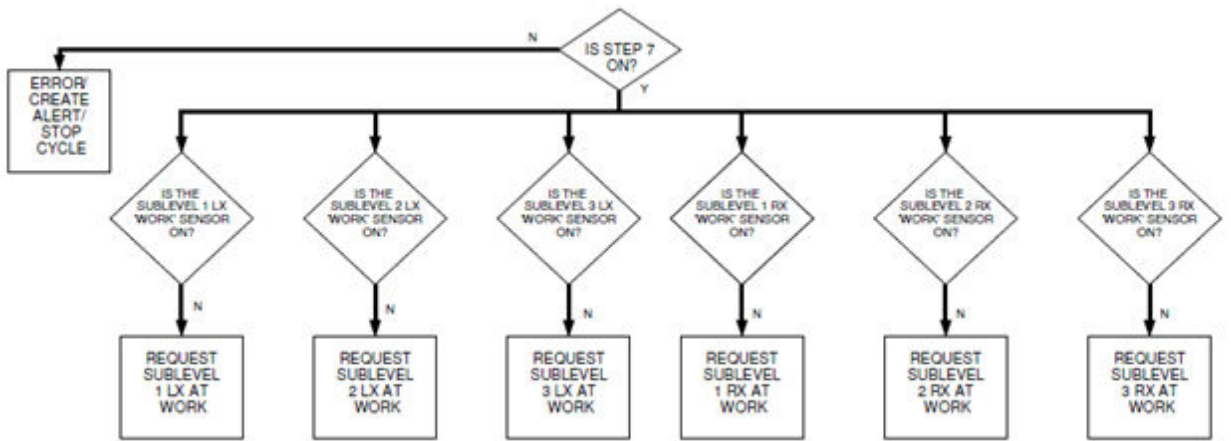 N
IS STEP 7
ON?
Y
ERROR/
CREATE
ALERT/
STOP
CYCLE
IS THE
SUBLEVEL 1 LX
'WORK' SENSOR
ON?
IS THE
SUBLEVEL 2 LX
'WORK' SENSOR
ON?
IS THE
SUBLEVEL 3 LX
'WORK' SENSOR
ON?
IS THE
SUBLEVEL 1 RX
'WORK' SENSOR
ON?
IS THE
SUBLEVEL 2 RX
'WORK' SENSOR
ON?
IS THE
SUBLEVEL 3 RX
'WORK' SENSOR
ON?
N
N
N
N
N
N
REQUEST
SUBLEVEL
1 LX AT
WORK
REQUEST
SUBLEVEL
2 LX AT
WORK
REQUEST
SUBLEVEL
3 LX AT
WORK
REQUEST
SUBLEVEL
1 RX AT
WORK
REQUEST
SUBLEVEL
2 RX AT
WORK
REQUEST
SUBLEVEL
3 RX AT
WORK